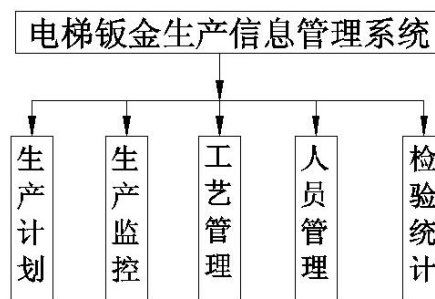 电梯钣金生产信息管理系统
生产计划
生产监控
工艺管理
人员管理
检验统计